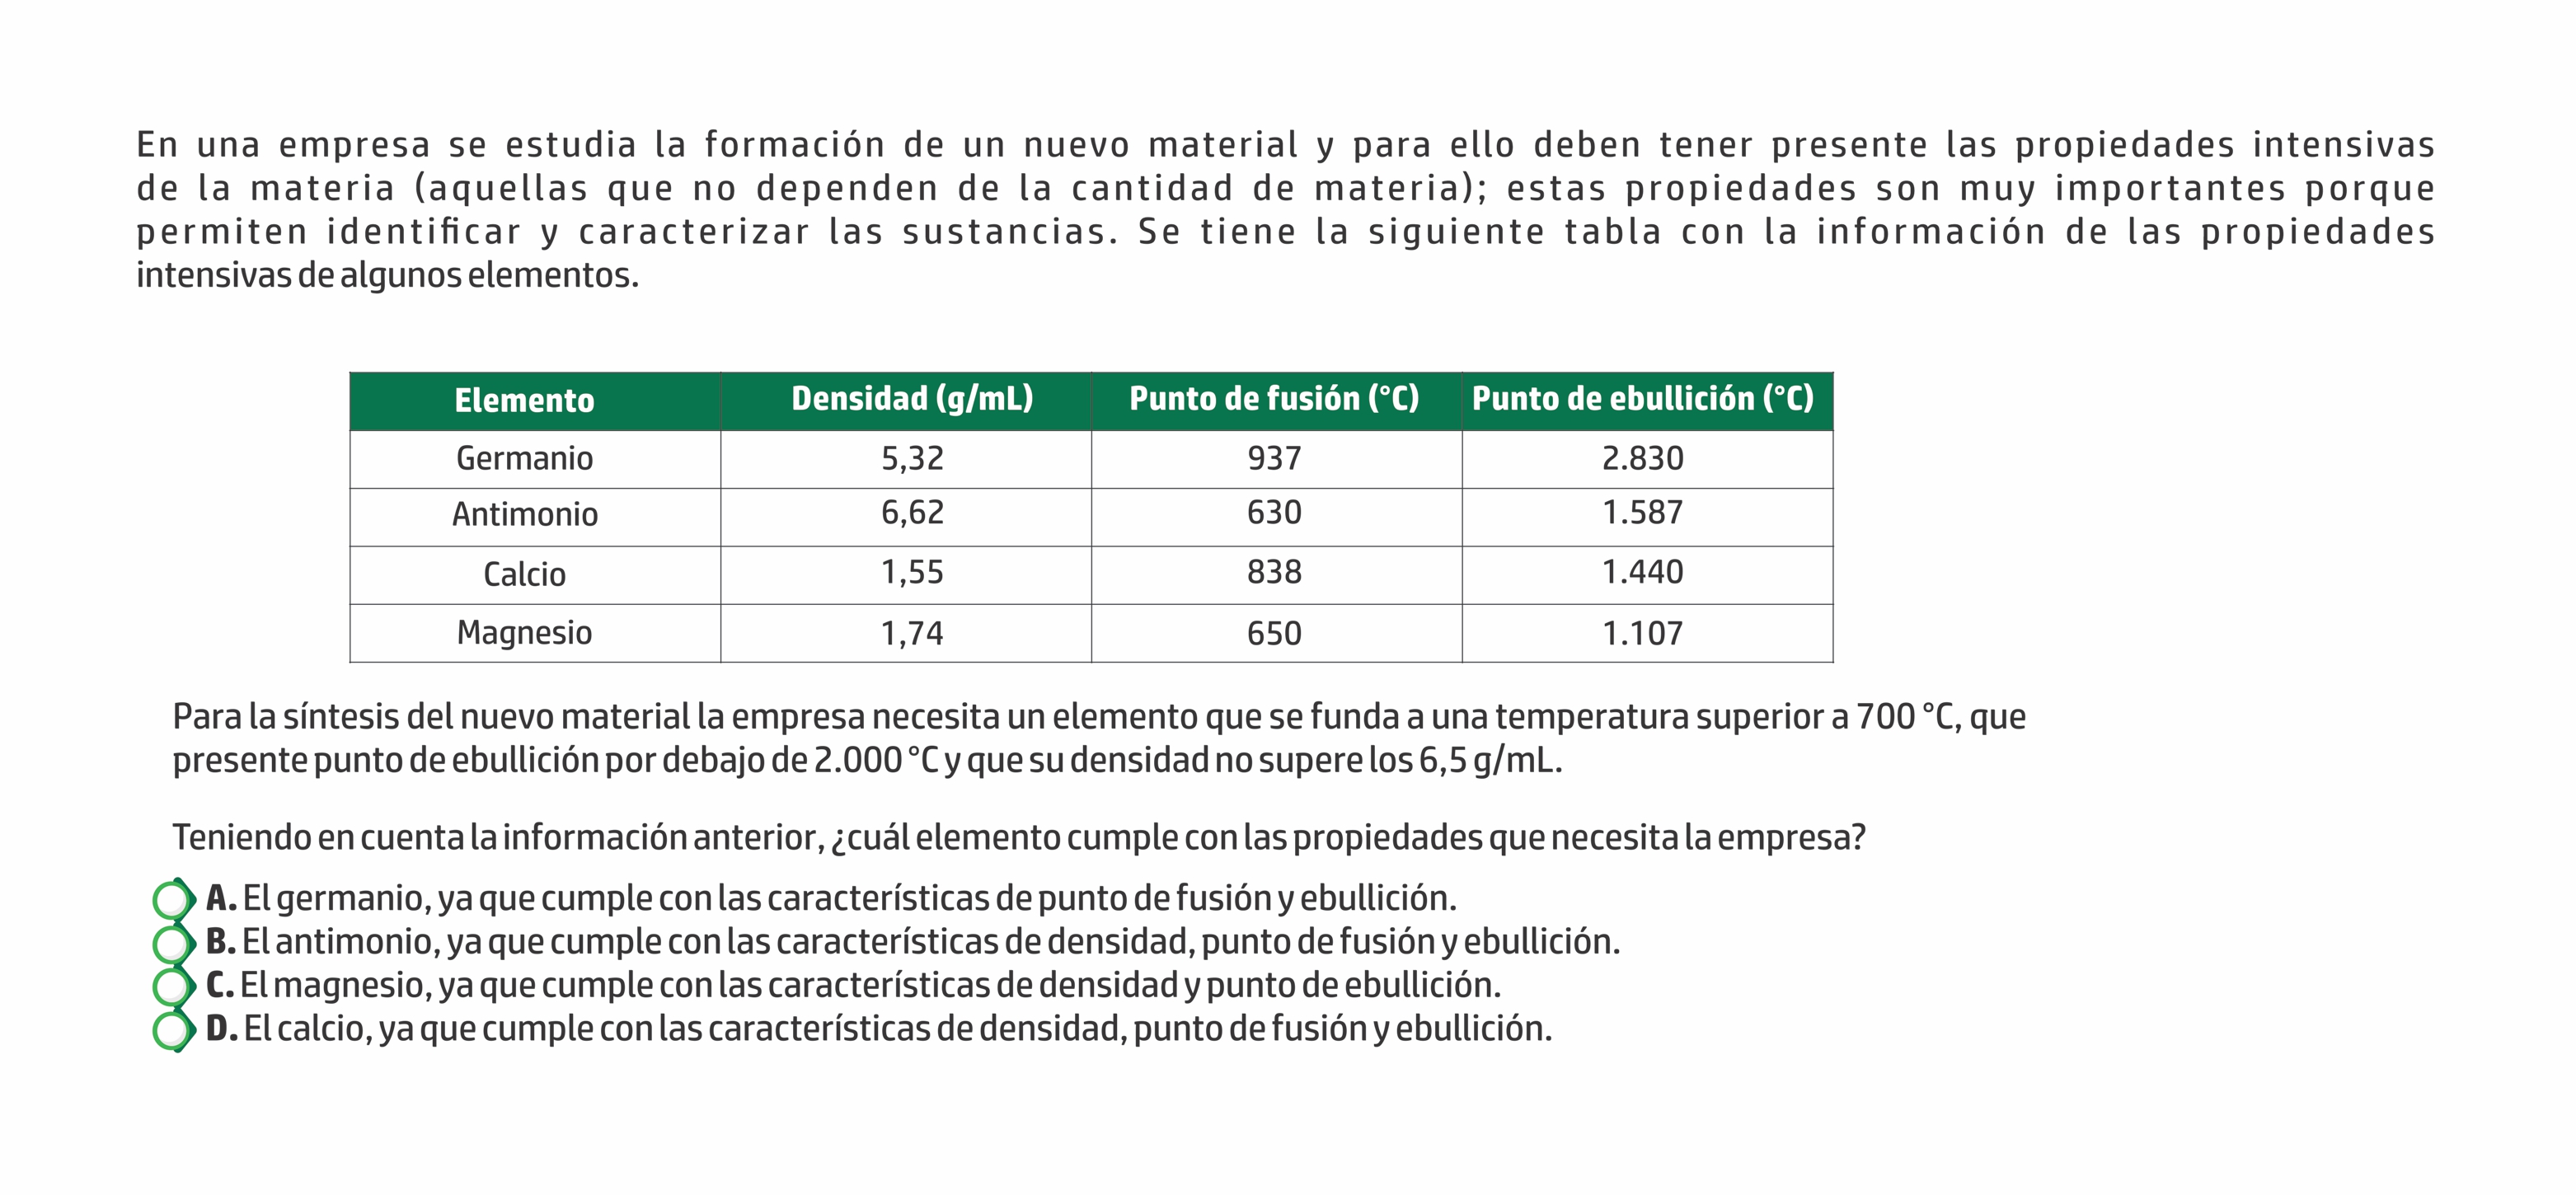 En una empresa se estudia la formación de un nuevo material y para ello deben tener presente las propiedades intensivas
de la materia (aquellas que no dependen de la cantidad de materia); estas propiedades son muy importantes porque
permiten identificar y caracterizar las sustancias. Se tiene la siguiente tabla con la información de las propiedades
intensivas de algunos elementos.
Elemento Densidad (g/mL) Punto de fusión (°C) Punto de ebullición (°C)
Germanio 5,32 937 2.830
Antimonio 6,62 630 1.587
Calcio 1,55 838 1.440
Magnesio 1,74 650 1.107
Para la síntesis del nuevo material la empresa necesita un elemento que se funda a una temperatura superior a 700 °C, que
presente punto de ebullición por debajo de 2.000 °C y que su densidad no supere los 6,5 g/mL.
Teniendo en cuenta la información anterior, ¿cuál elemento cumple con las propiedades que necesita la empresa?
A. El germanio, ya que cumple con las características de punto de fusión y ebullición.
B. El antimonio, ya que cumple con las características de densidad, punto de fusión y ebullición.
C. El magnesio, ya que cumple con las características de densidad y punto de ebullición.
D. El calcio, ya que cumple con las características de densidad, punto de fusión y ebullición.